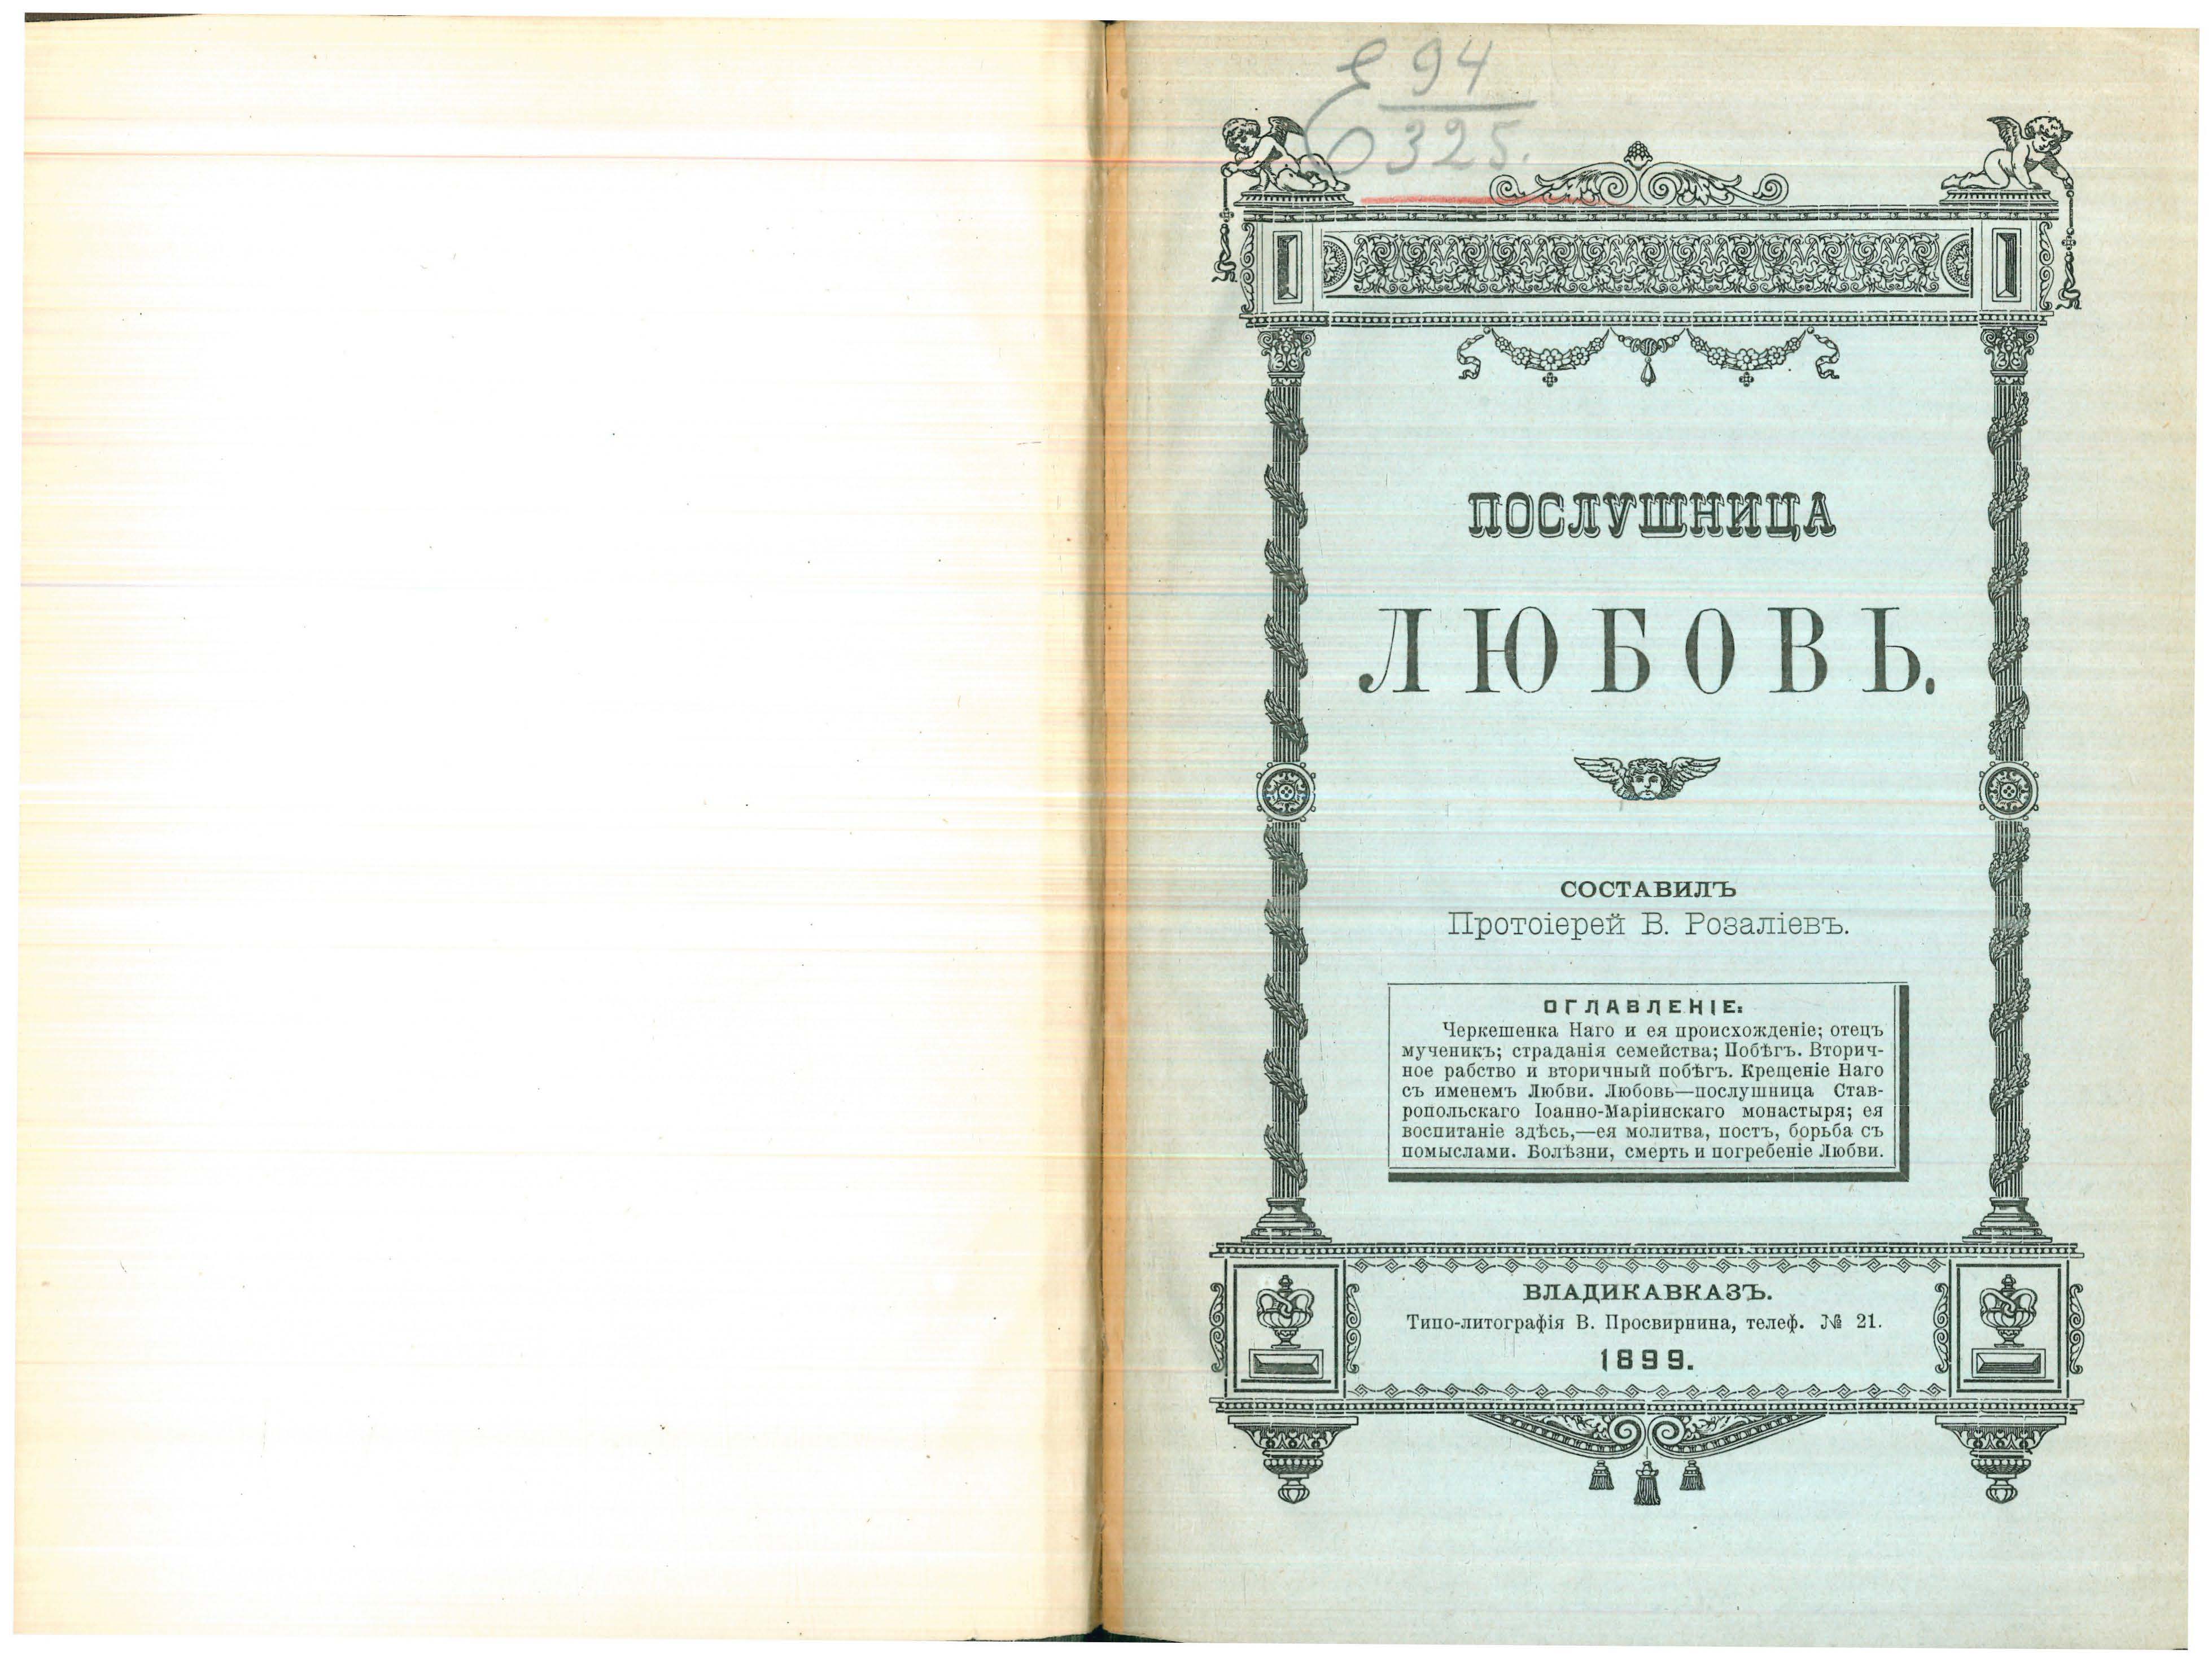 Е 94
325.
ПОСЛУШНИЦА
ЛЮБОВЬ.
СОСТАВИЛЪ
Протоіерей В. Розаліевъ.
ОГЛАВЛЕНІЕ:
Черкешенка Наго и ея происхожденіе; отецъ
мученикъ; страданія семейства; Побѣгъ. Вторич-
ное рабство и вторичный побѣгъ. Крещеніе Наго
съ именемъ Любви. Любовь—послушница Став-
ропольскаго Іоанно-Маріинскаго монастыря; ея
воспитаніе здѣсь,—ея молитва, постъ, борьба съ
помыслами. Болѣзни, смерть и погребеніе Любви.
ВЛАДИКАВКАЗЪ.
Типо-литографія В. Просвирнина, телеф. № 21.
1899.